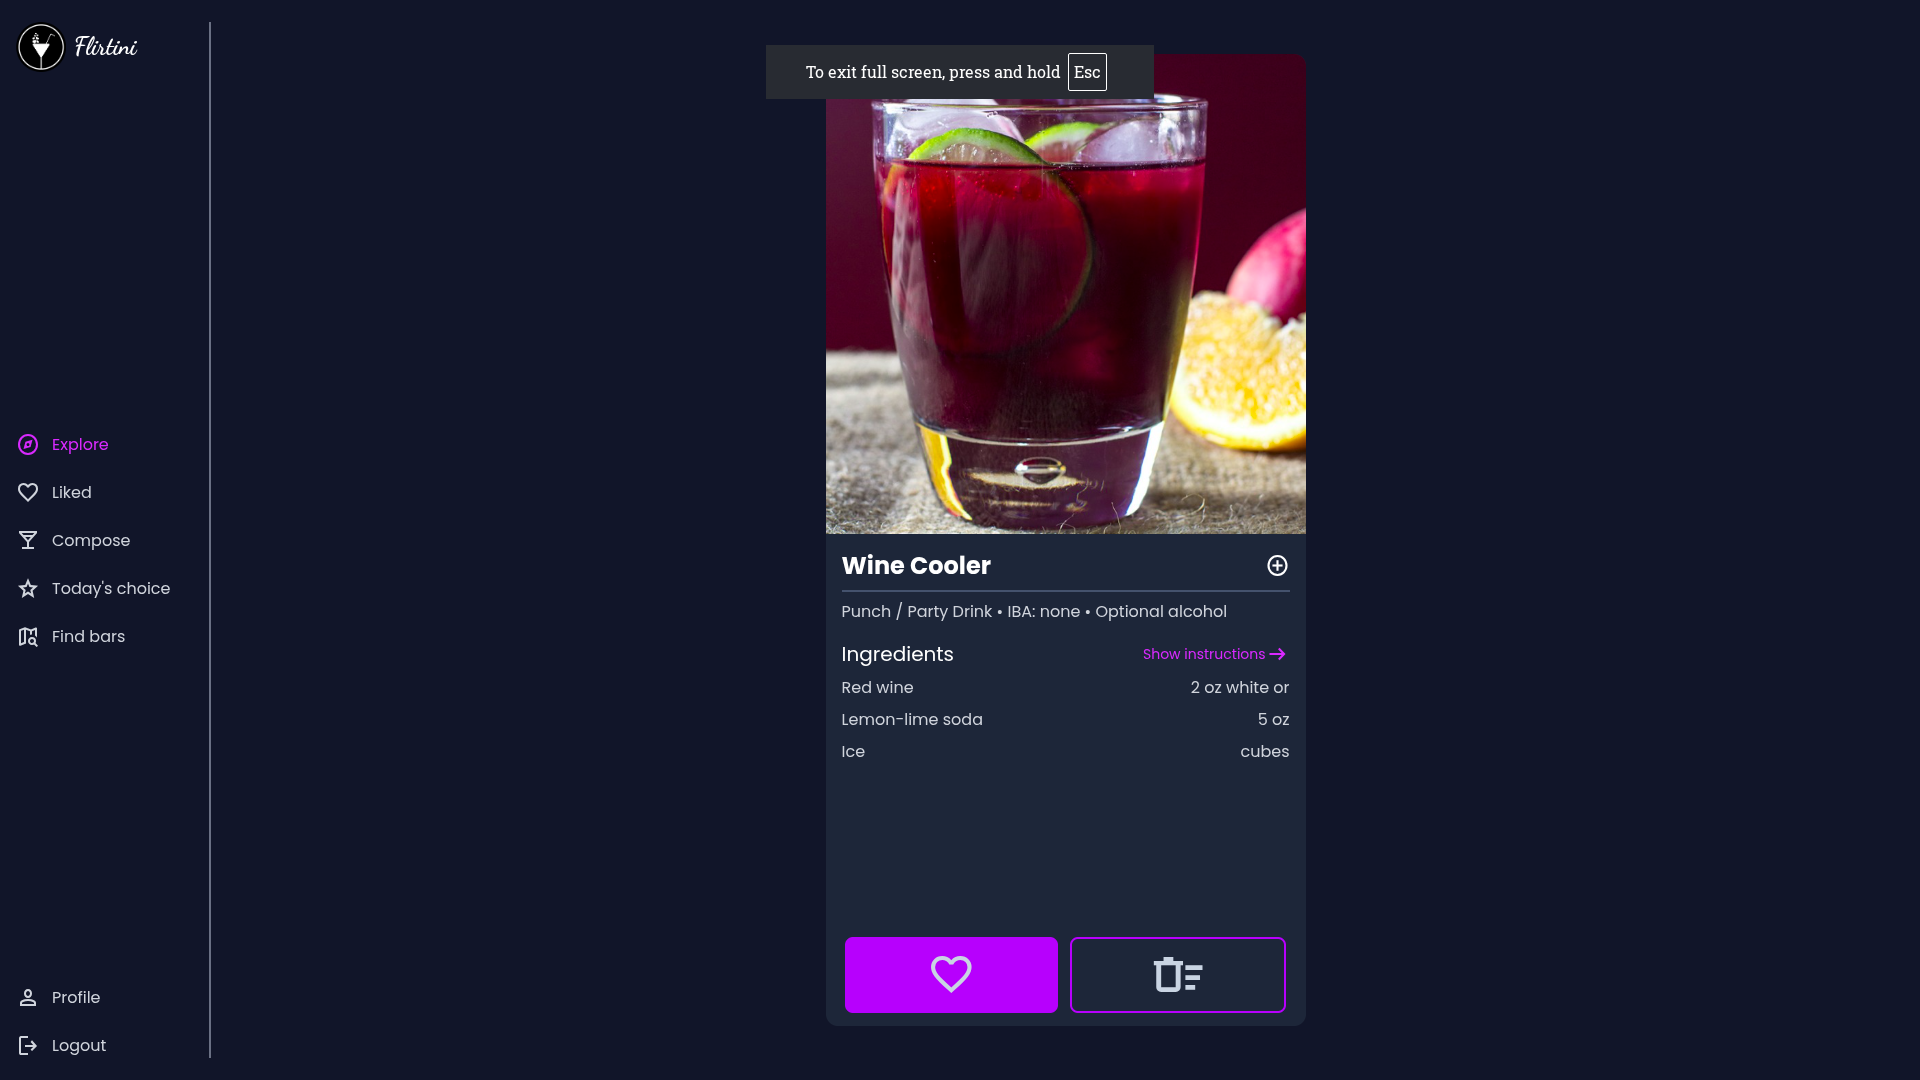 Flirtini
To exit full screen, press and hold Esc
Explore
Liked
Compose
Today's choice
Find bars
Profile
Logout
Wine Cooler
Punch / Party Drink • IBA: none • Optional alcohol
Ingredients Show instructions
Red wine 2 oz white or
Lemon-lime soda 5 oz
Ice cubes